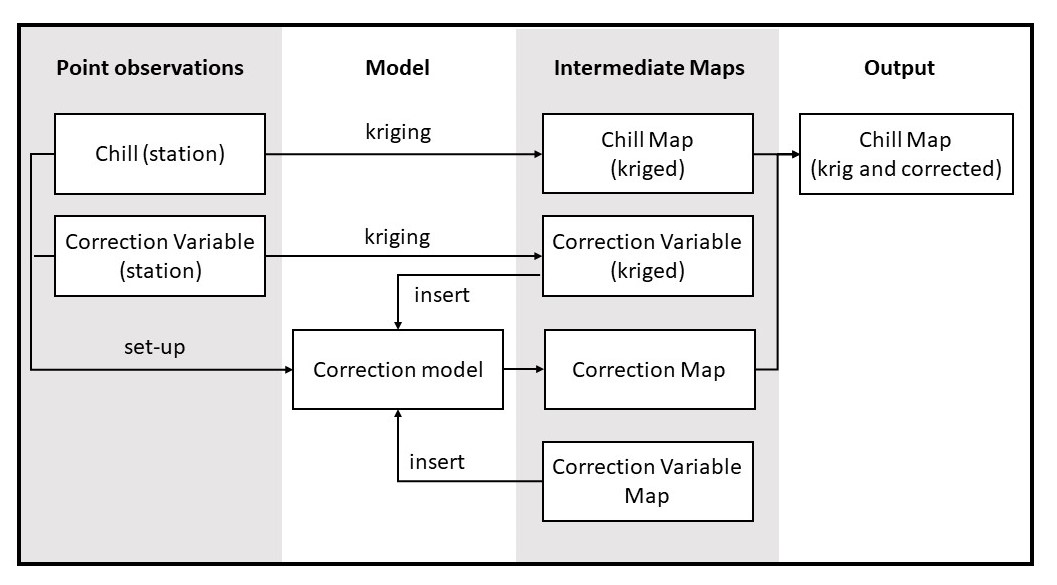 Point observations
Model
Intermediate Maps
Output
Chill (station)
kriging
Chill Map
(kriged)
Chill Map
(krig and corrected)
Correction Variable
(station)
kriging
Correction Variable
(kriged)
insert
set-up
Correction model
Correction Map
insert
Correction Variable
Map